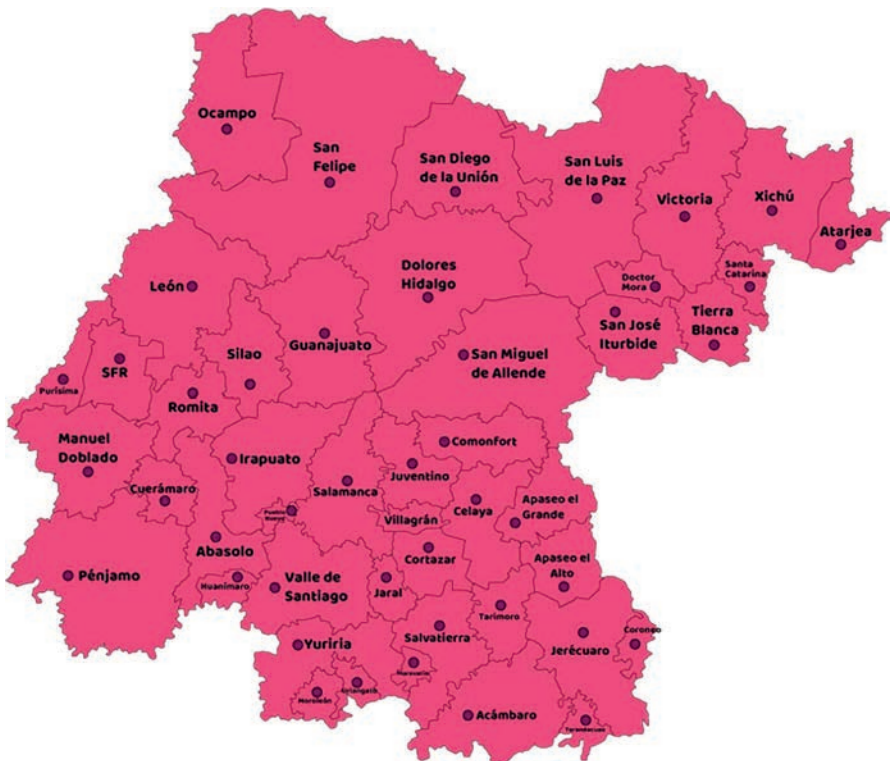 Ocampo
San
Felipe
San Diego
de la Unión
San Luis
de la Paz
Victoria
Xichú
Atarjea
León
Dolores
Hidalgo
Doctor
Mora
Santa
Catarina
Guanajuato
Silao
San José
Iturbide
Tierra
Blanca
SFR
Purísima
San Miguel
de Allende
Romita
Manuel
Doblado
Irapuato
Comonfort
Cuerámaro
Salamanca
Juventino
Celaya
Apaseo el
Grande
Pueblo
Nuevo
Villagrán
Abasolo
Cortazar
Apaseo el
Alto
Pénjamo
Huanímaro
Valle de
Santiago
Jaral
Tarimoro
Salvatierra
Jerécuaro
Coroneo
Yuriria
Moroleón
Uriangato
Acámbaro